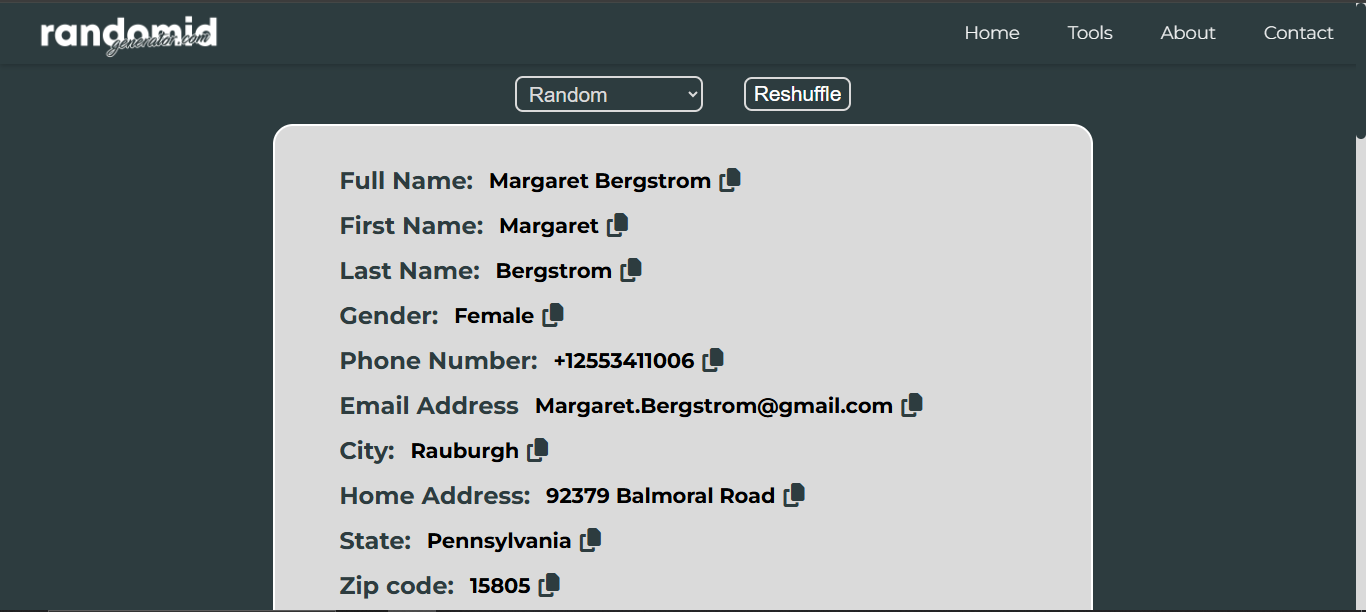 randomid
generator.com
Home Tools About Contact
Random Reshuffle
Full Name: Margaret Bergstrom
First Name: Margaret
Last Name: Bergstrom
Gender: Female
Phone Number: +12553411006
Email Address Margaret.Bergstrom@gmail.com
City: Rauburgh
Home Address: 92379 Balmoral Road
State: Pennsylvania
Zip code: 15805